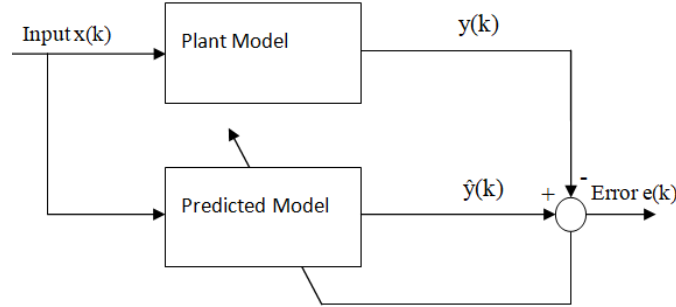 Input x(k)
Plant Model
y(k)
Predicted Model
ŷ(k)
+
-
Error e(k)